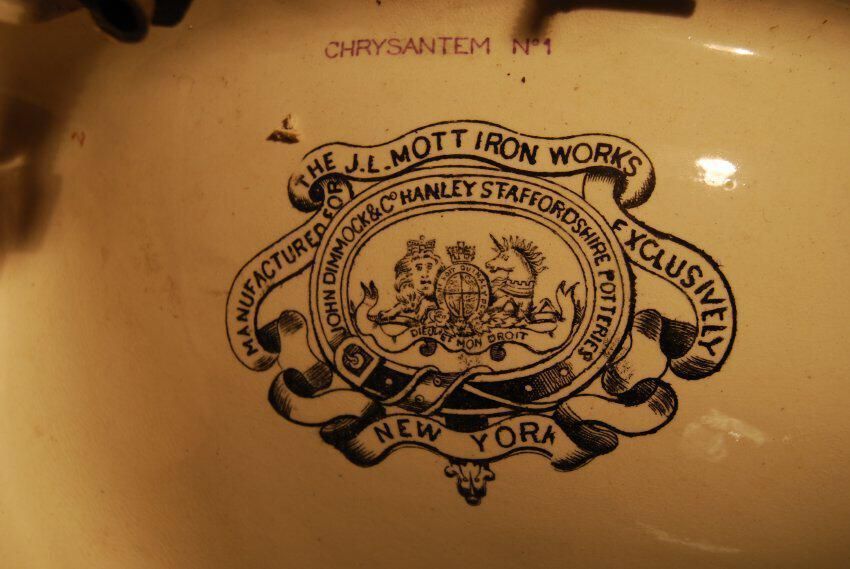 CHRYSANTEM Nº1
MANUFACTURED FOR
THE J.L. MOTT IRON WORKS
EXCLUSIVELY
JOHN DIMMOCK & Cº HANLEY STAFFORDSHIRE POTTERIES
DIEU ET MON DROIT
NEW YORK